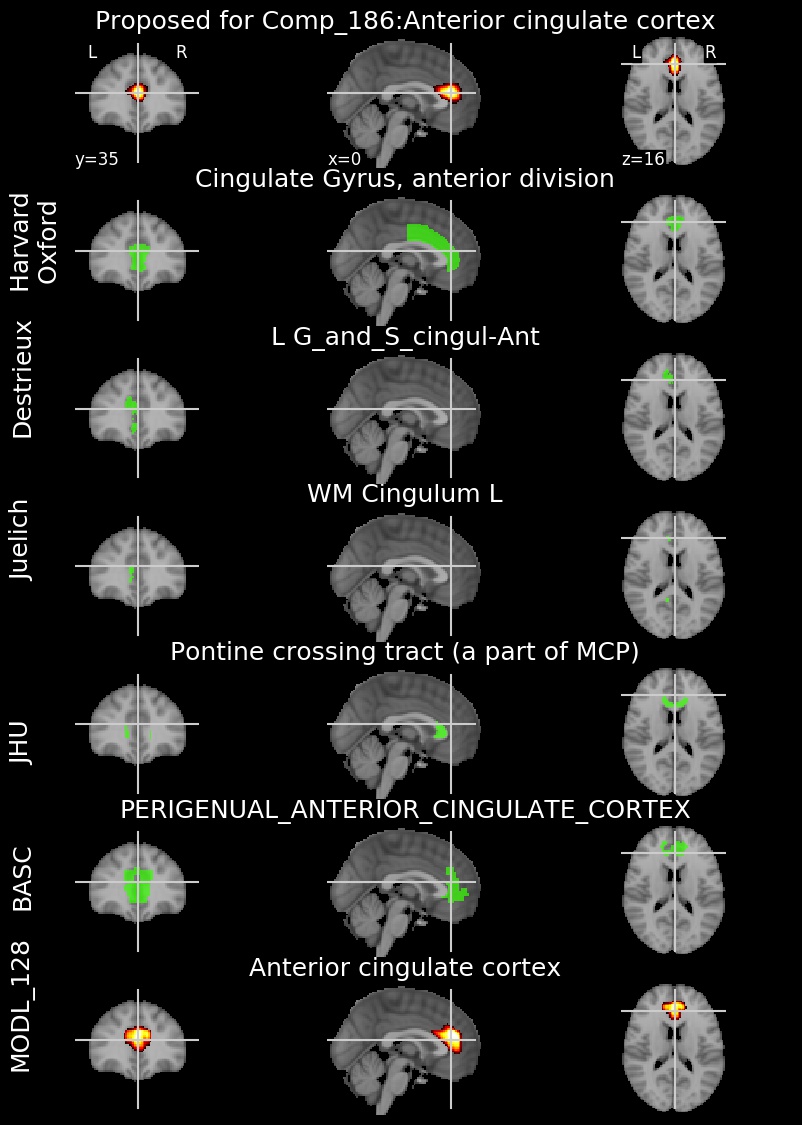 Proposed for Comp_186:Anterior cingulate cortex
L R
L R
y=35
x=0
z=16
Cingulate Gyrus, anterior division
Harvard
Oxford
L G_and_S_cingul-Ant
Destrieux
WM Cingulum L
Juelich
Pontine crossing tract (a part of MCP)
JHU
PERIGENUAL_ANTERIOR_CINGULATE_CORTEX
BASC
Anterior cingulate cortex
MODL_128